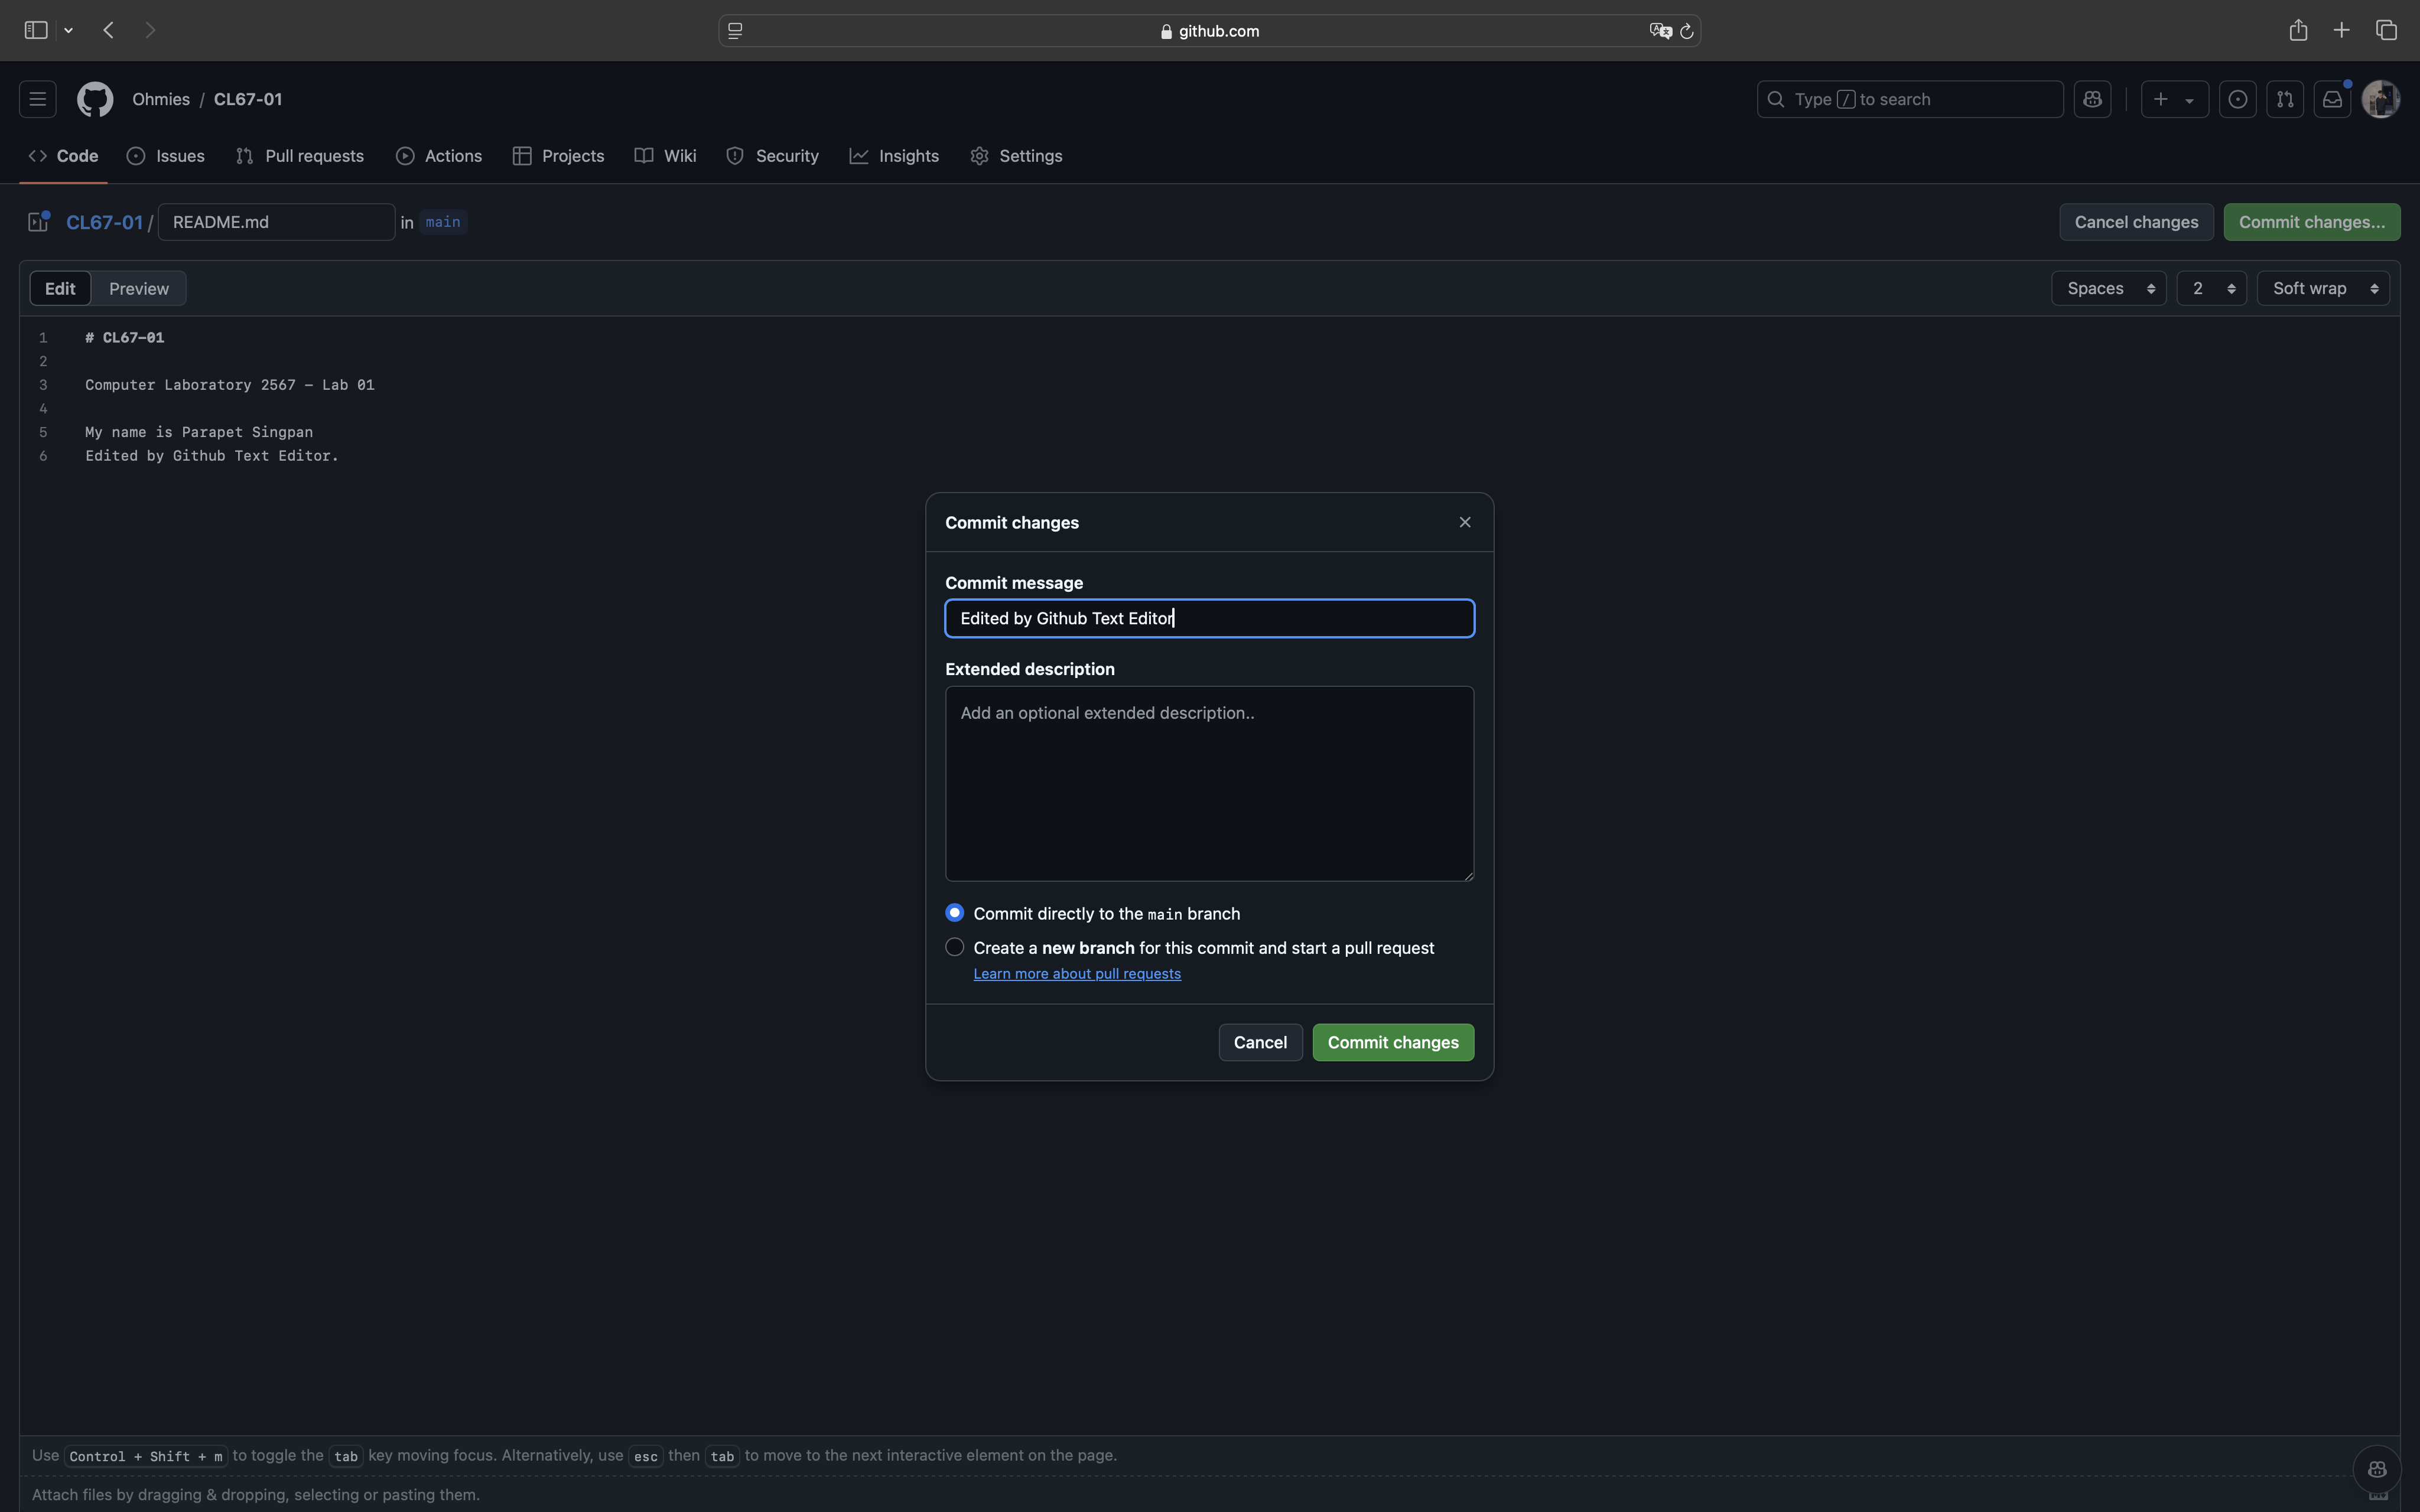 github.com
Ohmies / CL67-01
Type / to search
Code Issues Pull requests Actions Projects Wiki Security Insights Settings
CL67-01 / README.md in main
Cancel changes Commit changes...
Edit Preview
Spaces 2 Soft wrap
1 # CL67-01
2
3 Computer Laboratory 2567 - Lab 01
4
5 My name is Parapet Singpan
6 Edited by Github Text Editor.
Commit changes
Commit message
Edited by Github Text Editor
Extended description
Add an optional extended description..
Commit directly to the main branch
Create a new branch for this commit and start a pull request
Learn more about pull requests
Cancel Commit changes
Use Control + Shift + m to toggle the tab key moving focus. Alternatively, use esc then tab to move to the next interactive element on the page.
Attach files by dragging & dropping, selecting or pasting them.